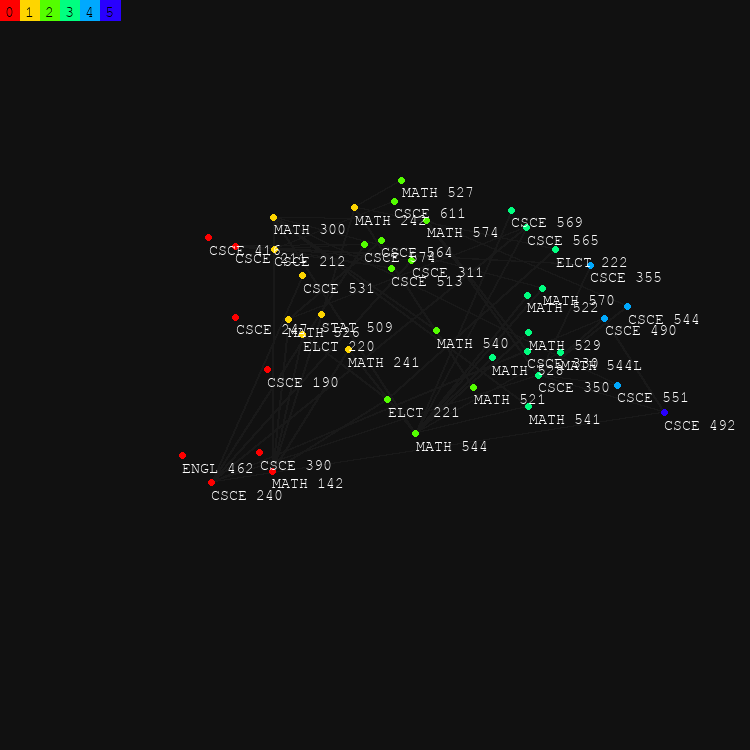 0 1 2 3 4 5
MATH 527
CSCE 611
MATH 242
CSCE 569
MATH 300
MATH 574
CSCE 565
CSCE 416
CSCE 211
CSCE 212
CSCE 574
CSCE 564
ELCT 222
CSCE 311
CSCE 355
CSCE 513
CSCE 531
MATH 570
MATH 522
CSCE 544
CSCE 247
MATH 526
STAT 509
CSCE 490
ELCT 220
MATH 540
MATH 529
MATH 241
CSCE 330
MATH 544L
MATH 528
CSCE 190
CSCE 350
CSCE 551
MATH 521
ELCT 221
MATH 541
CSCE 492
MATH 544
ENGL 462
CSCE 390
MATH 142
CSCE 240